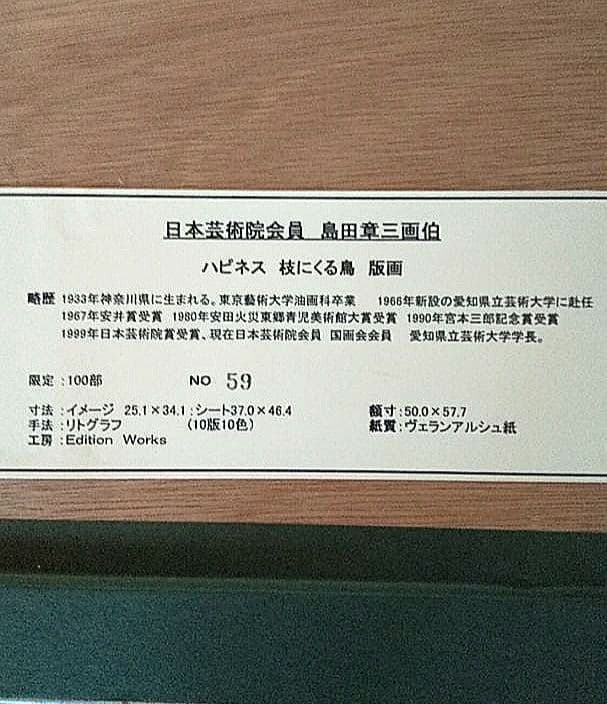 日本芸術院会員 島田章三画伯
ハピネス 枝にくる鳥 版画
略歴 1933年神奈川県に生まれる。東京藝術大学油画科卒業 1966年新設の愛知県立芸術大学に赴任
1967年安井賞受賞 1980年安田火災東郷青児美術館大賞受賞 1990年宮本三郎記念賞受賞
1999年日本芸術院賞受賞、現在日本芸術院会員 国画会会員 愛知県立芸術大学学長。
限定:100部 NO 59
寸法:イメージ 25.1×34.1:シート37.0×46.4 額寸:50.0×57.7
手法:リトグラフ (10版10色) 紙質:ヴェランアルシュ紙
工房:Edition Works